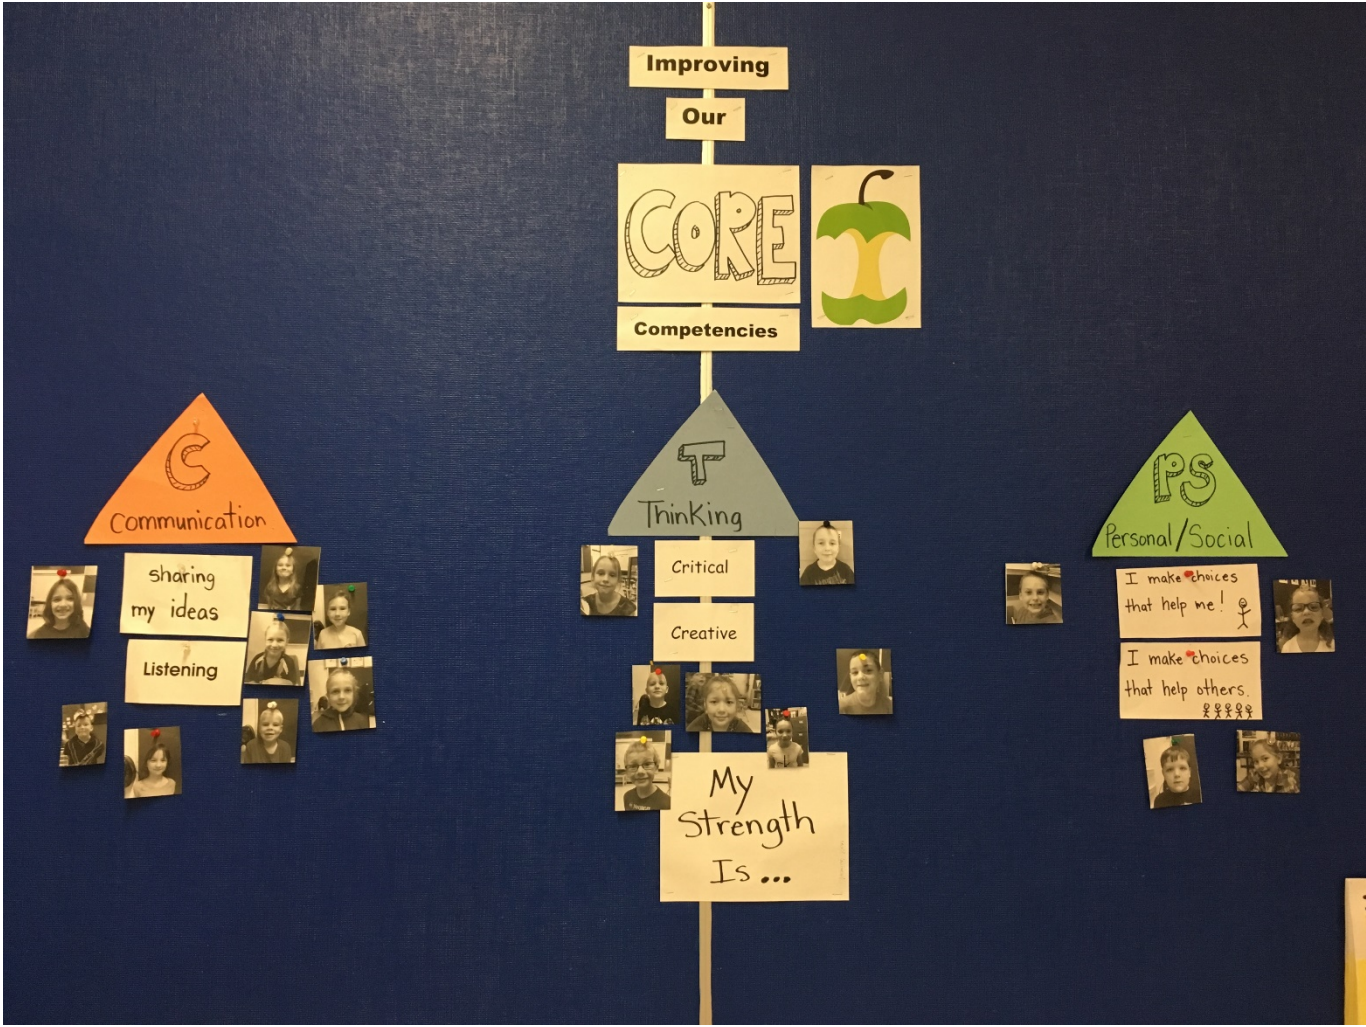 Improving
Our
CORE
Competencies
C
Communication
sharing
my ideas
Listening
T
Thinking
Critical
Creative
My
Strength
Is...
PS
Personal/Social
I make choices
that help me!
I make choices
that help others.